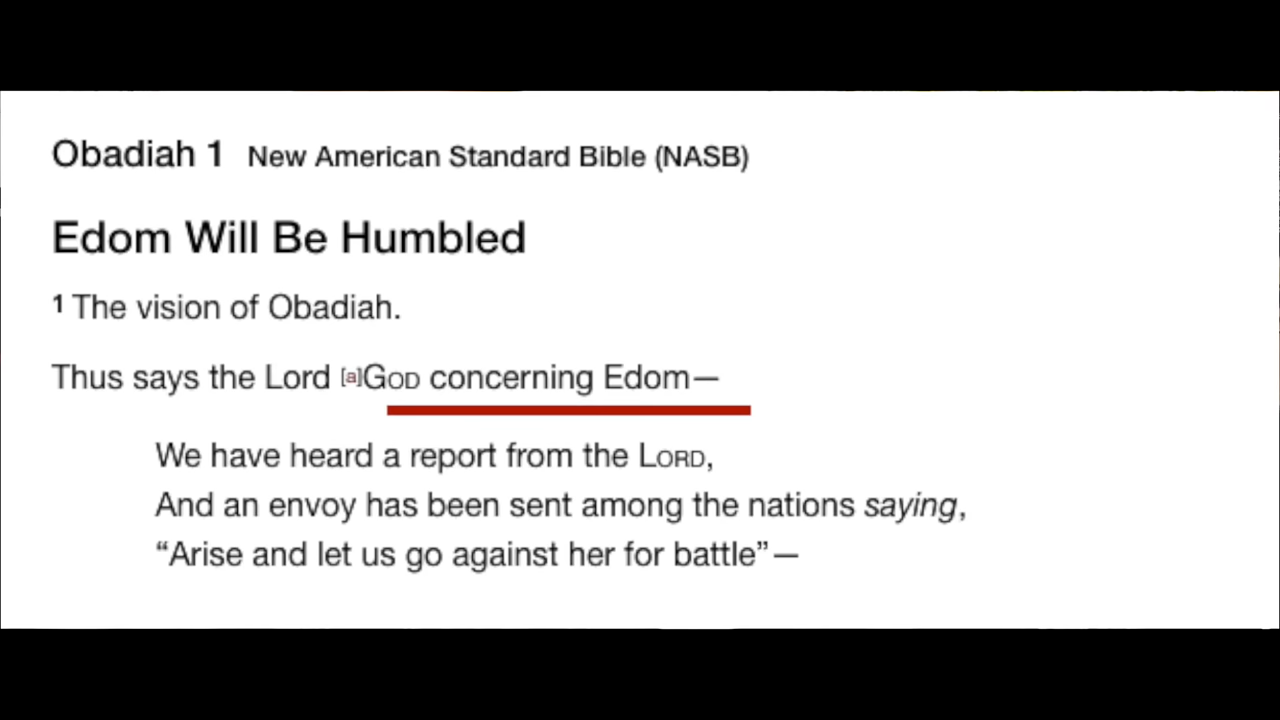 Obadiah 1 New American Standard Bible (NASB)
Edom Will Be Humbled
1 The vision of Obadiah.
Thus says the Lord [a]GOD concerning Edom—
We have heard a report from the LORD,
And an envoy has been sent among the nations saying,
“Arise and let us go against her for battle”—